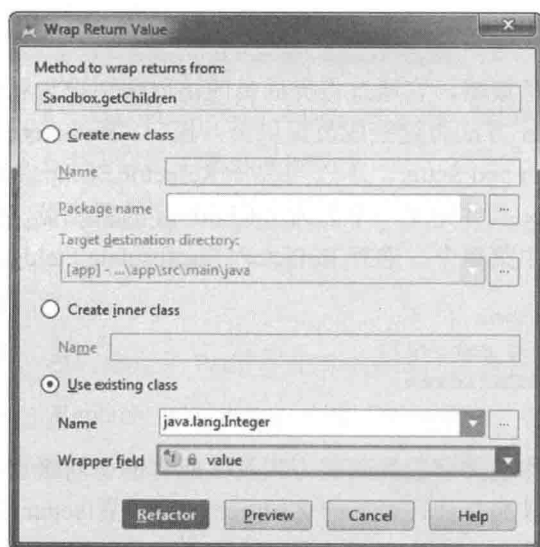 Wrap Return Value
Method to wrap returns from:
Sandbox.getChildren
Create new class
Name
Package name ...
Target destination directory:
[app] - ...\app\src\main\java ...
Create inner class
Name
Use existing class
Name java.lang.Integer ...
Wrapper field f value
Refactor Preview Cancel Help